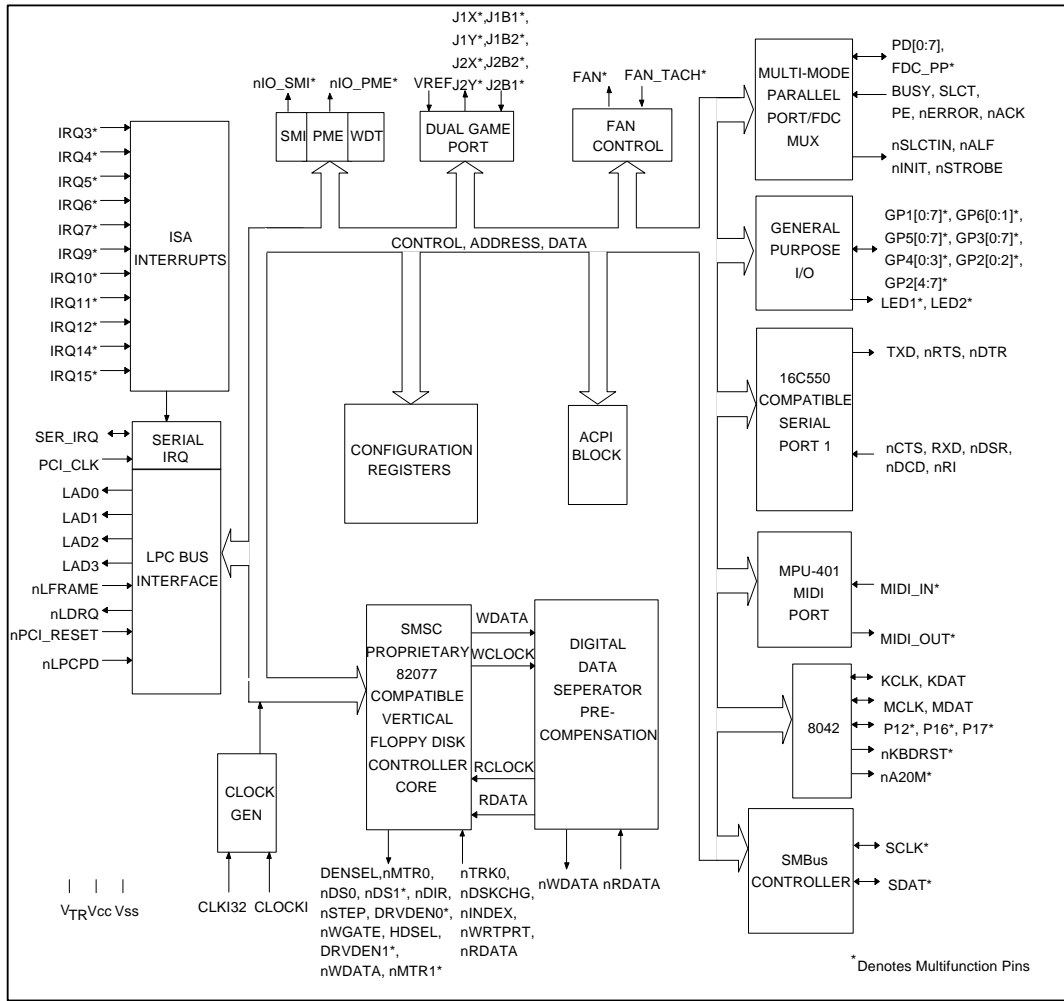 J1X*, J1B1*,
J1Y*, J1B2*,
J2X*, J2B2*,
J2Y* J2B1*
nIO_SMI*
nIO_PME*
VREF
FAN*
FAN_TACH*
SMI
PME
WDT
DUAL GAME
PORT
FAN
CONTROL
MULTI-MODE
PARALLEL
PORT/FDC
MUX
PD[0:7],
FDC_PP*
BUSY, SLCT,
PE, nERROR, nACK
nSLCTIN, nALF
nINIT, nSTROBE
IRQ3*
IRQ4*
IRQ5*
IRQ6*
IRQ7*
IRQ9*
IRQ10*
IRQ11*
IRQ12*
IRQ14*
IRQ15*
ISA
INTERRUPTS
CONTROL, ADDRESS, DATA
GENERAL
PURPOSE
I/O
GP1[0:7]*, GP6[0:1]*,
GP5[0:7]*, GP3[0:7]*,
GP4[0:3]*, GP2[0:2]*,
GP2[4:7]*
LED1*, LED2*
16C550
COMPATIBLE
SERIAL
PORT 1
TXD, nRTS, nDTR
nCTS, RXD, nDSR,
nDCD, nRI
SER_IRQ
PCI_CLK
SERIAL
IRQ
CONFIGURATION
REGISTERS
ACPI
BLOCK
LAD0
LAD1
LAD2
LAD3
nLFRAME
nLDRQ
nPCI_RESET
nLPCPD
LPC BUS
INTERFACE
MPU-401
MIDI
PORT
MIDI_IN*
MIDI_OUT*
SMSC
PROPRIETARY
82077
COMPATIBLE
VERTICAL
FLOPPY DISK
CONTROLLER
CORE
WDATA
WCLOCK
RCLOCK
RDATA
DIGITAL
DATA
SEPERATOR
PRE-
COMPENSATION
8042
KCLK, KDAT
MCLK, MDAT
P12*, P16*, P17*
nKBDRST*
nA20M*
CLOCK
GEN
CLKI32
CLOCKI
VTR Vcc Vss
DENSEL,nMTR0,
nDS0, nDS1*, nDIR,
nSTEP, DRVDEN0*,
nWGATE, HDSEL,
DRVDEN1*,
nWDATA, nMTR1*
nTRK0,
nDSKCHG,
nINDEX,
nWRTPRT,
nRDATA
nWDATA
nRDATA
SMBus
CONTROLLER
SCLK*
SDAT*
*Denotes Multifunction Pins